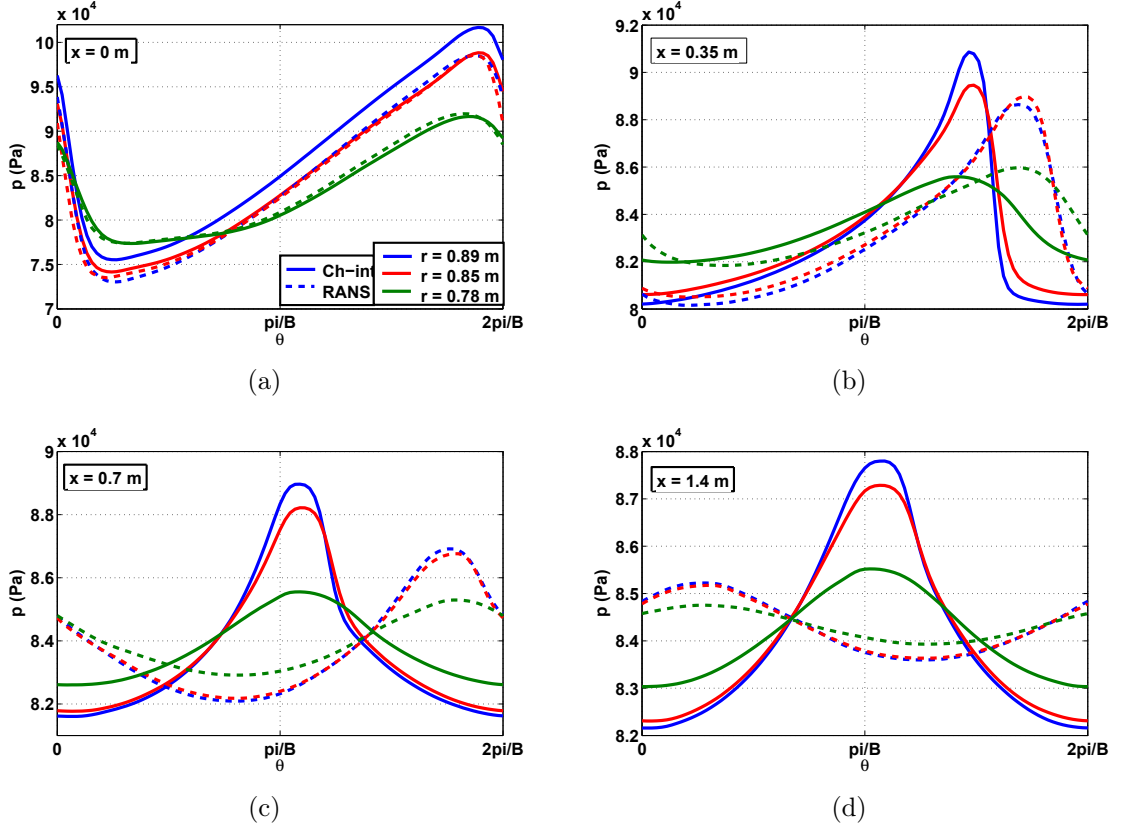 x 10^4
x = 0 m
10
9.5
9
8.5
8
7.5
7
p (Pa)
0
pi/B
2pi/B
θ
Ch−int
RANS
r = 0.89 m
r = 0.85 m
r = 0.78 m
(a)
x 10^4
x = 0.35 m
9.2
9
8.8
8.6
8.4
8.2
8
p (Pa)
0
pi/B
2pi/B
θ
(b)
x 10^4
x = 0.7 m
9
8.8
8.6
8.4
8.2
p (Pa)
0
pi/B
2pi/B
θ
(c)
x 10^4
x = 1.4 m
8.8
8.7
8.6
8.5
8.4
8.3
8.2
p (Pa)
0
pi/B
2pi/B
θ
(d)